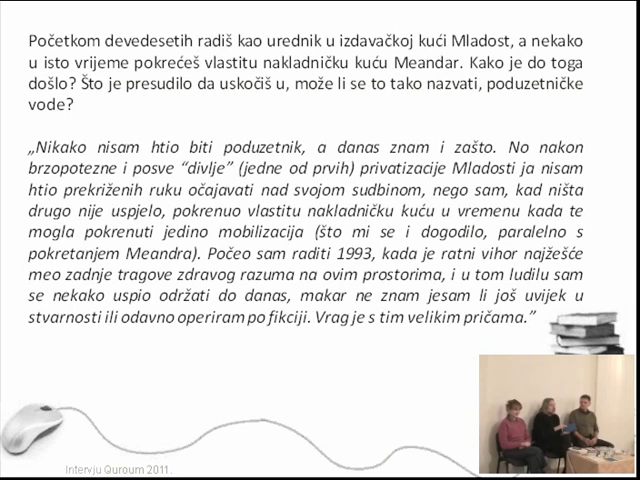 Početkom devedesetih radiš kao urednik u izdavačkoj kući Mladost, a nekako
u isto vrijeme pokrećeš vlastitu nakladničku kuću Meandar. Kako je do toga
došlo? Što je presudilo da uskočiš u, može li se to tako nazvati, poduzetničke
vode?
„Nikako nisam htio biti poduzetnik, a danas znam i zašto. No nakon
brzopotezne i posve “divlje” (jedne od prvih) privatizacije Mladosti ja nisam
htio prekriženih ruku očajavati nad svojom sudbinom, nego sam, kad ništa
drugo nije uspjelo, pokrenuo vlastitu nakladničku kuću u vremenu kada te
mogla pokrenuti jedino mobilizacija (što mi se i dogodilo, paralelno s
pokretanjem Meandra). Počeo sam raditi 1993, kada je ratni vihor najžešće
meo zadnje tragove zdravog razuma na ovim prostorima, i u tom ludilu sam
se nekako uspio održati do danas, makar ne znam jesam li još uvijek u
stvarnosti ili odavno operiram po fikciji. Vrag je s tim velikim pričama.”
Intervju Quroum 2011.